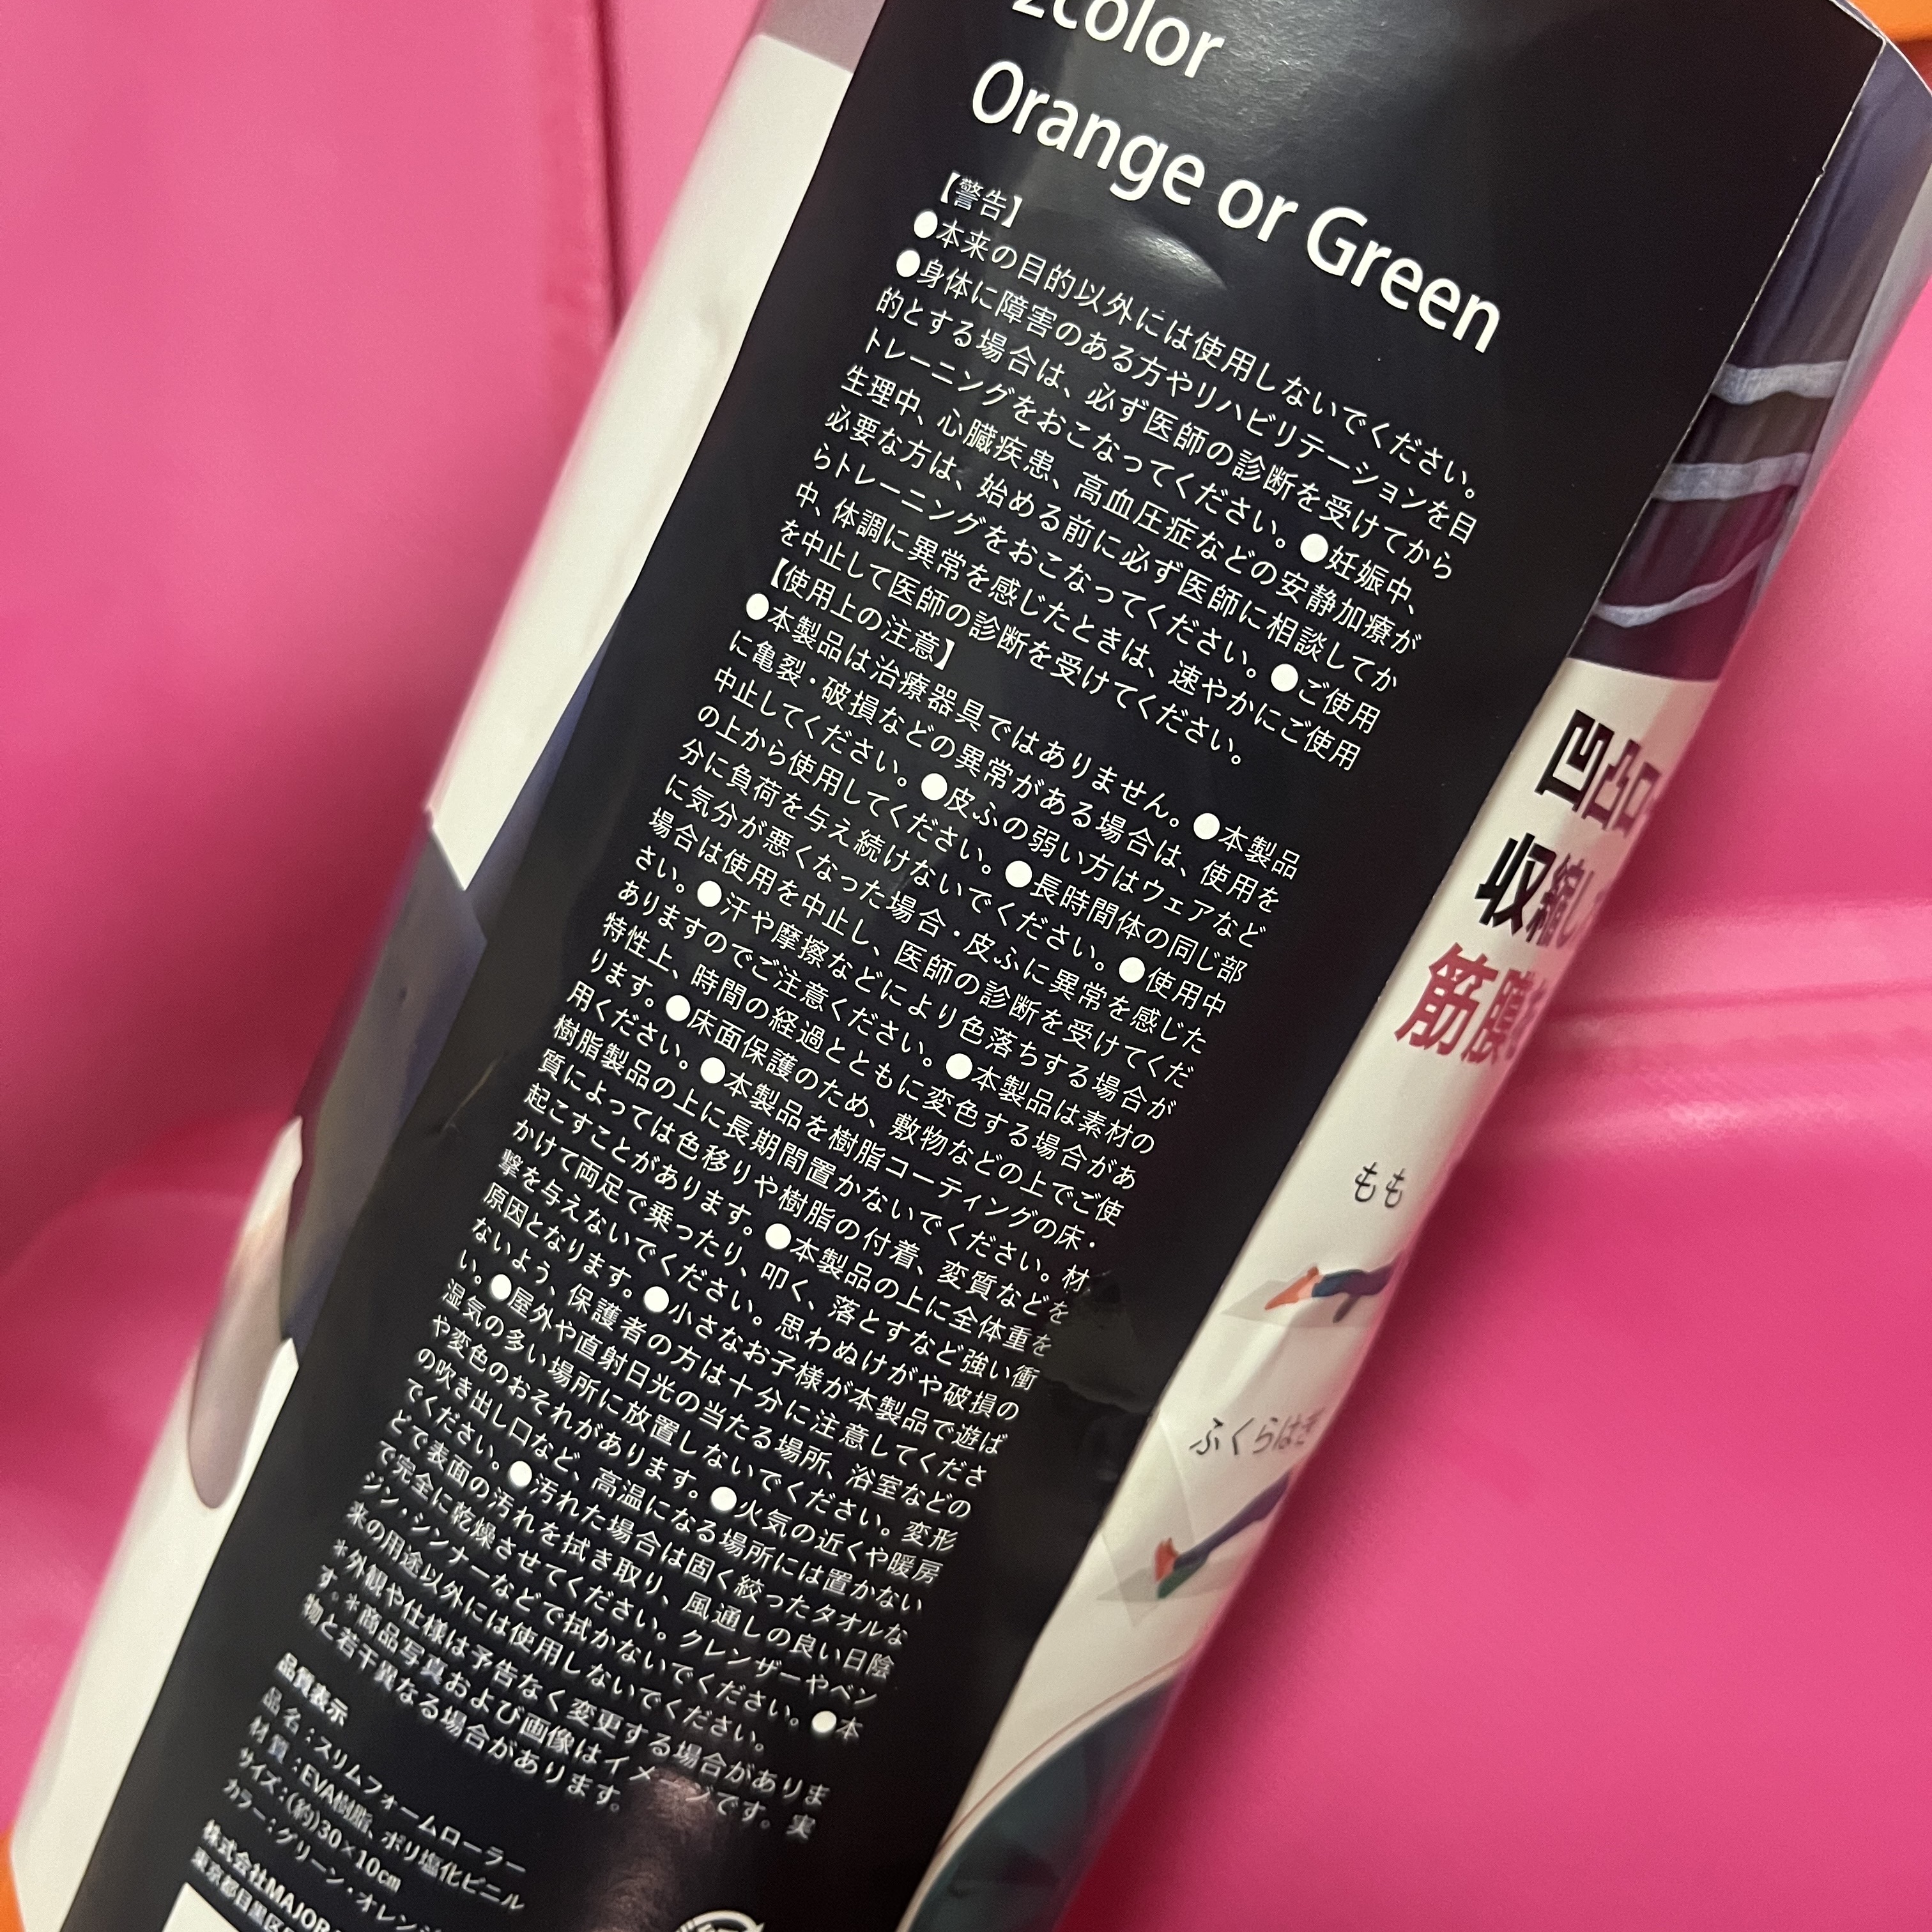 2color
Orange or Green
【警告】
●本来の目的以外には使用しないでください。
●身体に障害のある方やリハビリテーションを目
的とする場合は、必ず医師の診断を受けてから
トレーニングをおこなってください。●妊娠中、
生理中、心臓疾患、高血圧症などの安静加療が
必要な方は、始める前に必ず医師に相談してか
らトレーニングをおこなってください。●ご使用
中、体調に異常を感じたときは、速やかにご使用
を中止して医師の診断を受けてください。
【使用上の注意】
●本製品は治療器具ではありません。●本製品
に亀裂・破損などの異常がある場合は、使用を
中止してください。●皮ふの弱い方はウェアなど
の上から使用してください。●長時間体の同じ部
分に負荷を与え続けないでください。●使用中
に気分が悪くなった場合・皮ふに異常を感じた
場合は使用を中止し、医師の診断を受けてくだ
さい。●汗や摩擦などにより色落ちする場合が
ありますのでご注意ください。●本製品は素材の
特性上、時間の経過とともに変色する場合があ
ります。●床面保護のため、敷物などの上でご使
用ください。●本製品を樹脂コーティングの床・
樹脂製品の上に長期間置かないでください。材
質によっては色移りや樹脂の付着、変質などを
起こすことがあります。●本製品の上に全体重を
かけて両足で乗ったり、叩く、落とすなど強い衝
撃を与えないでください。思わぬけがや破損の
原因となります。●小さなお子様が本製品で遊ば
ないよう、保護者の方は十分に注意してくださ
い。●屋外や直射日光の当たる場所、浴室などの
湿気の多い場所に放置しないでください。変形
や変色のおそれがあります。●火気の近くや暖房
の吹き出し口など、高温になる場所には置かない
でください。●汚れた場合は固く絞ったタオルな
どで表面の汚れを拭き取り、風通しの良い日陰
で完全に乾燥させてください。クレンザーやベン
ジン・シンナーなどで拭かないでください。●本
来の用途以外には使用しないでください。
＊外観や仕様は予告なく変更する場合がありま
す。＊商品写真および画像はイメージです。実
物と若干異なる場合があります。
品質表示
品 名：スリムフォームローラー
材 質：EVA樹脂、ポリ塩化ビニル
サイズ：(約)30×10cm
カラー：グリーン・オレンジ
株式会社MAJOR
東京都目黒区
凹凸
収縮し
筋膜
もも
ふくらはぎ